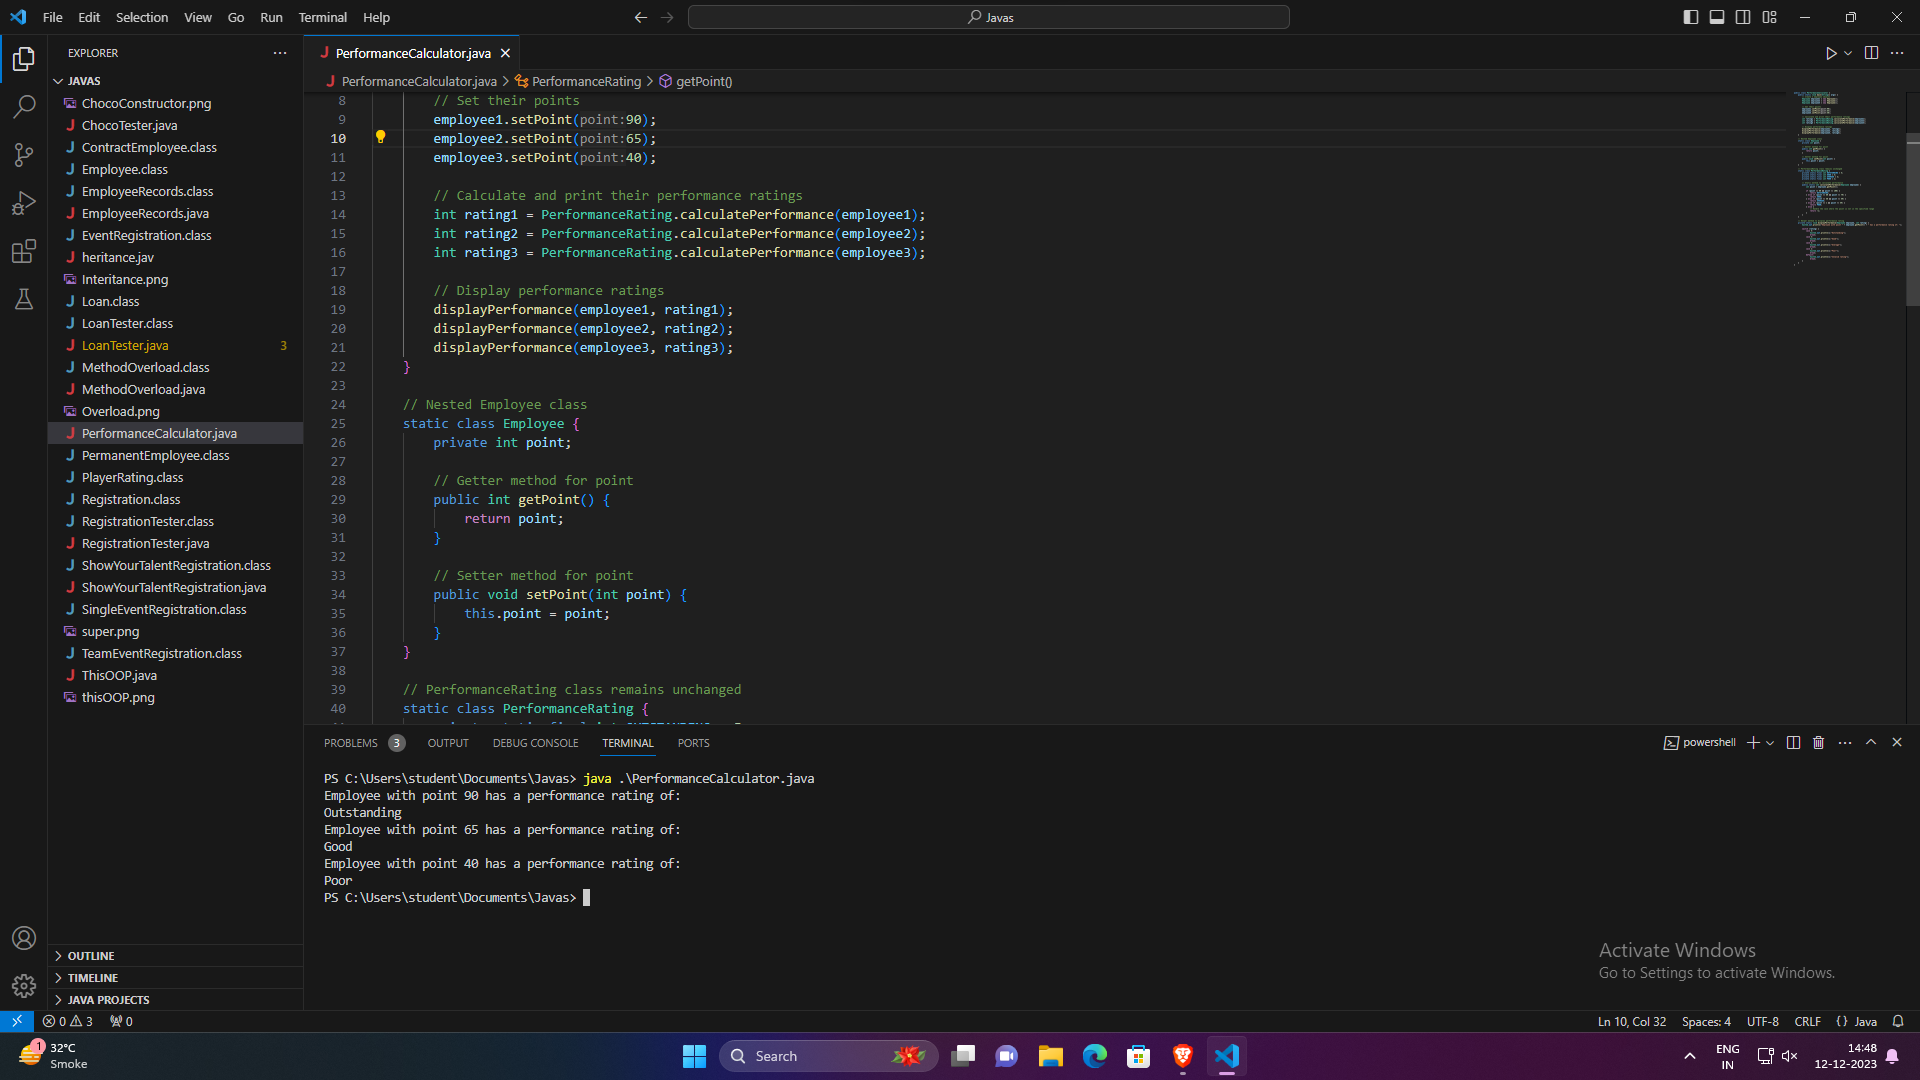 File Edit Selection View Go Run Terminal Help
Javas
EXPLORER
JAVAS
ChocoConstructor.png
ChocoTester.java
ContractEmployee.class
Employee.class
EmployeeRecords.class
EmployeeRecords.java
EventRegistration.class
heritance.jav
Interitance.png
Loan.class
LoanTester.class
LoanTester.java 3
MethodOverload.class
MethodOverload.java
Overload.png
PerformanceCalculator.java
PermanentEmployee.class
PlayerRating.class
Registration.class
RegistrationTester.class
RegistrationTester.java
ShowYourTalentRegistration.class
ShowYourTalentRegistration.java
SingleEventRegistration.class
super.png
TeamEventRegistration.class
ThisOOP.java
thisOOP.png
OUTLINE
TIMELINE
JAVA PROJECTS
PerformanceCalculator.java
PerformanceCalculator.java > PerformanceRating > getPoint()
8 // Set their points
9 employee1.setPoint(point:90);
10 employee2.setPoint(point:65);
11 employee3.setPoint(point:40);
12
13 // Calculate and print their performance ratings
14 int rating1 = PerformanceRating.calculatePerformance(employee1);
15 int rating2 = PerformanceRating.calculatePerformance(employee2);
16 int rating3 = PerformanceRating.calculatePerformance(employee3);
17
18 // Display performance ratings
19 displayPerformance(employee1, rating1);
20 displayPerformance(employee2, rating2);
21 displayPerformance(employee3, rating3);
22 }
23
24 // Nested Employee class
25 static class Employee {
26 private int point;
27
28 // Getter method for point
29 public int getPoint() {
30 return point;
31 }
32
33 // Setter method for point
34 public void setPoint(int point) {
35 this.point = point;
36 }
37 }
38
39 // PerformanceRating class remains unchanged
40 static class PerformanceRating {
PROBLEMS 3 OUTPUT DEBUG CONSOLE TERMINAL PORTS
powershell
PS C:\Users\student\Documents\Javas> java .\PerformanceCalculator.java
Employee with point 90 has a performance rating of:
Outstanding
Employee with point 65 has a performance rating of:
Good
Employee with point 40 has a performance rating of:
Poor
PS C:\Users\student\Documents\Javas>
Activate Windows
Go to Settings to activate Windows.
0 3 0
Ln 10, Col 32 Spaces: 4 UTF-8 CRLF {} Java
1
32°C
Smoke
Search
ENG
IN
14:48
12-12-2023